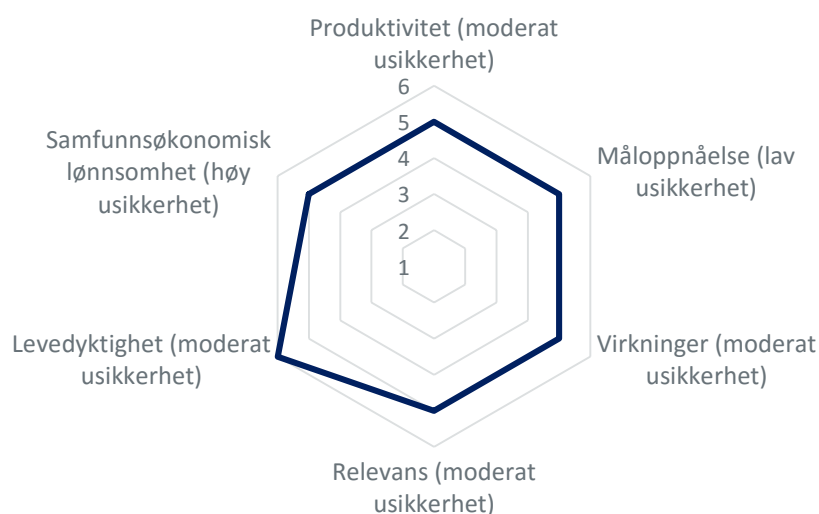 Produktivitet (moderat
usikkerhet)
6
5
4
3
2
1
Måloppnåelse (lav
usikkerhet)
Virkninger (moderat
usikkerhet)
Relevans (moderat
usikkerhet)
Levedyktighet (moderat
usikkerhet)
Samfunnsøkonomisk
lønnsomhet (høy
usikkerhet)